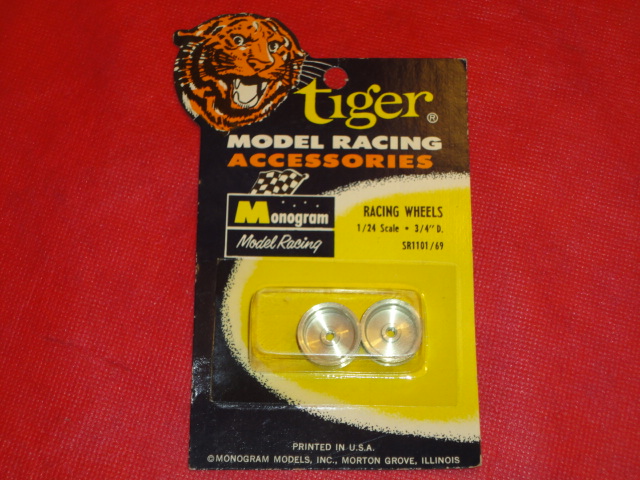 tiger®
MODEL RACING
ACCESSORIES
Monogram
Model Racing
RACING WHEELS
1/24 Scale • 3/4" D.
SR1101/69
PRINTED IN U.S.A.
©MONOGRAM MODELS, INC., MORTON GROVE, ILLINOIS